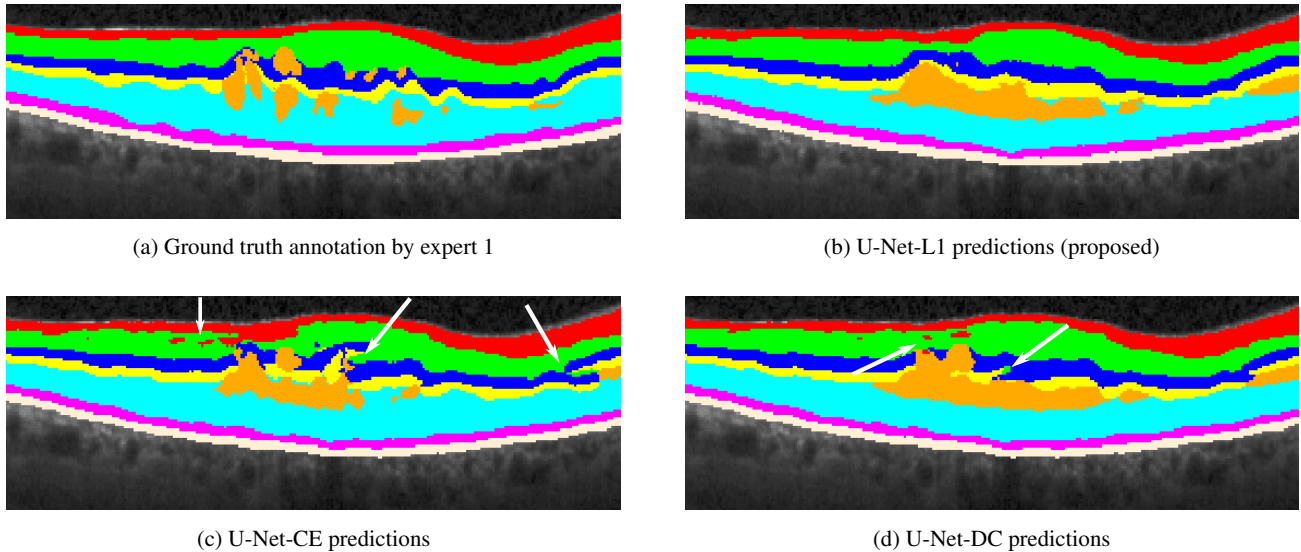 (a) Ground truth annotation by expert 1
(b) U-Net-L1 predictions (proposed)
(c) U-Net-CE predictions
(d) U-Net-DC predictions